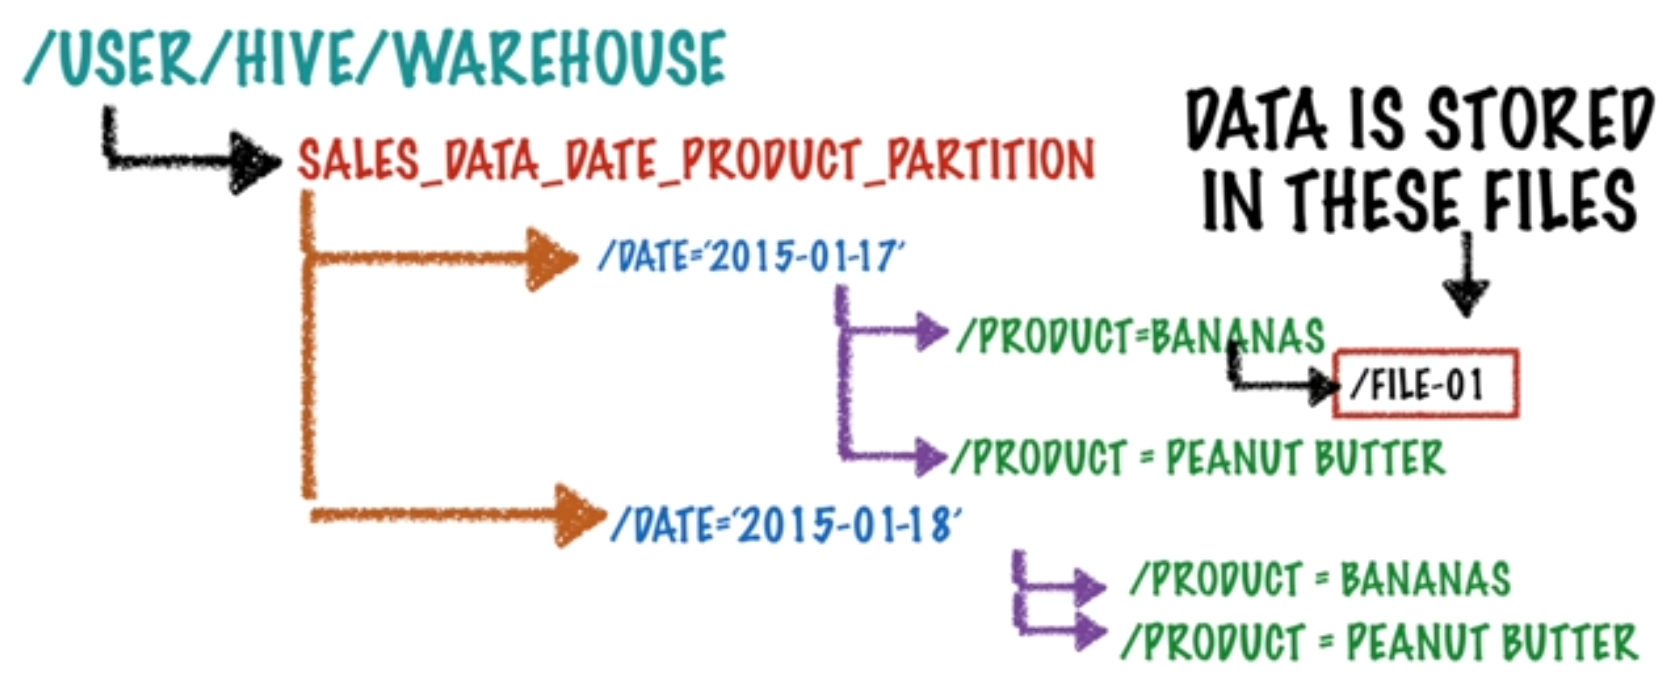 /USER/HIVE/WAREHOUSE
SALES_DATA_DATE_PRODUCT_PARTITION
DATA IS STORED
IN THESE FILES
/DATE='2015-01-17'
/PRODUCT=BANANAS
/FILE-01
/PRODUCT = PEANUT BUTTER
/DATE='2015-01-18'
/PRODUCT = BANANAS
/PRODUCT = PEANUT BUTTER